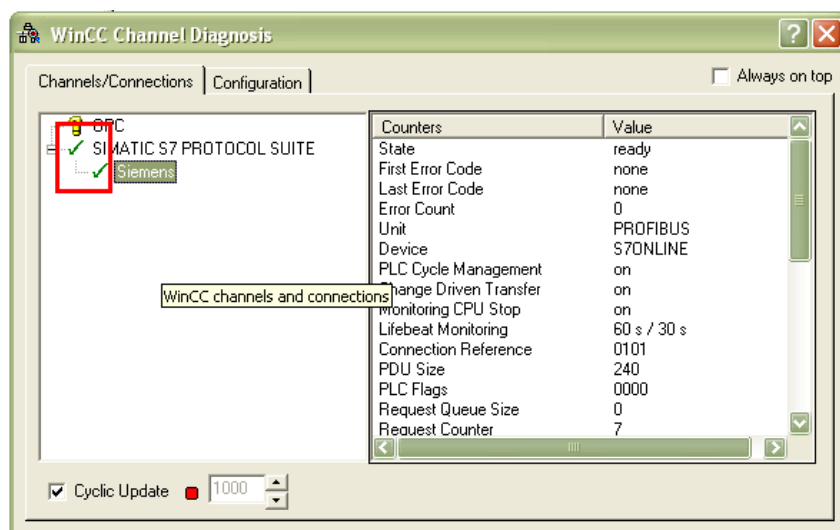 WinCC Channel Diagnosis
Channels/Connections Configuration Always on top
OPC
SIMATIC S7 PROTOCOL SUITE
Siemens
WinCC channels and connections
Counters Value
State ready
First Error Code none
Last Error Code none
Error Count 0
Unit PROFIBUS
Device S7ONLINE
PLC Cycle Management on
Change Driven Transfer on
Monitoring CPU Stop on
Lifebeat Monitoring 60 s / 30 s
Connection Reference 0101
PDU Size 240
PLC Flags 0000
Request Queue Size 0
Request Counter 7
Cyclic Update 1000